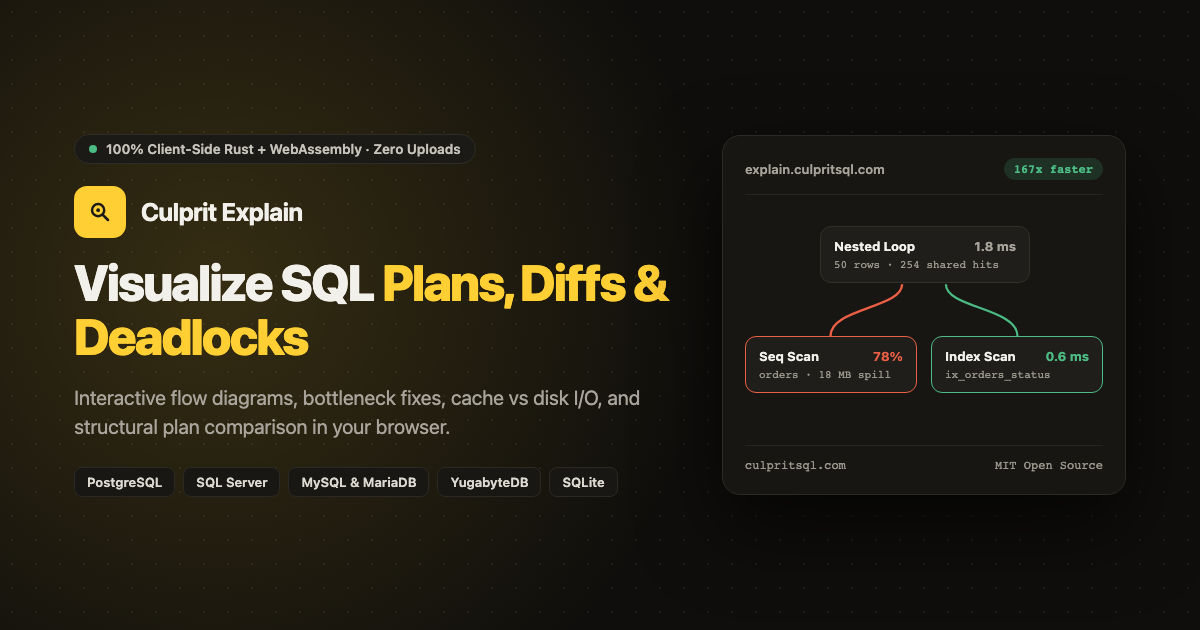 100% Client-Side Rust + WebAssembly · Zero Uploads
Culprit Explain
Visualize SQL Plans, Diffs &
Deadlocks
Interactive flow diagrams, bottleneck fixes, cache vs disk I/O, and
structural plan comparison in your browser.
PostgreSQL
SQL Server
MySQL & MariaDB
YugabyteDB
SQLite
explain.culpritsql.com
167x faster
Nested Loop 1.8 ms
50 rows · 254 shared hits
Seq Scan 78%
orders · 18 MB spill
Index Scan 0.6 ms
ix_orders_status
culpritsql.com
MIT Open Source